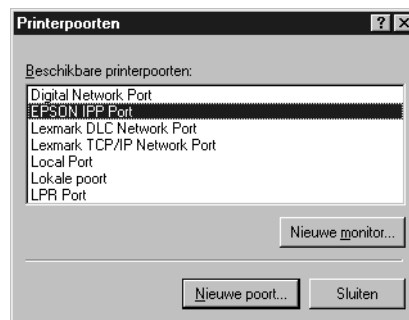 Printerpoorten
Beschikbare printerpoorten:
Digital Network Port
EPSON IPP Port
Lexmark DLC Network Port
Lexmark TCP/IP Network Port
Local Port
Lokale poort
LPR Port
Nieuwe monitor...
Nieuwe poort...
Sluiten